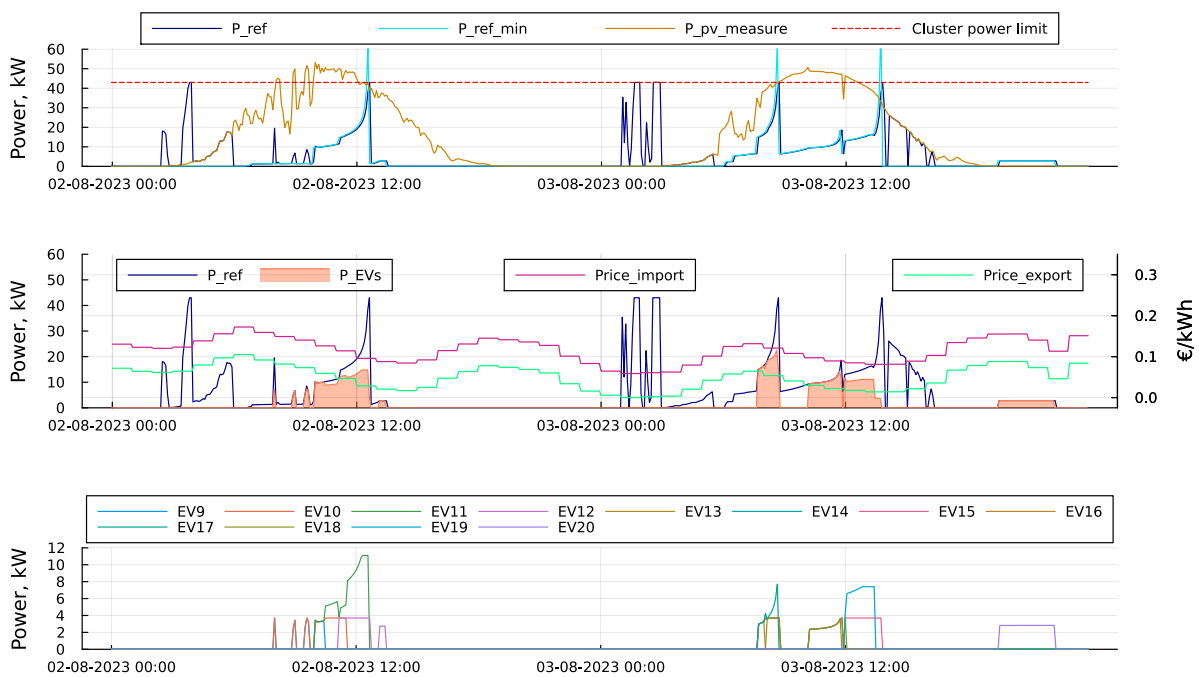 P_ref P_ref_min P_pv_measure Cluster power limit
60
50
40
30
20
10
0
Power, kW
02-08-2023 00:00 02-08-2023 12:00 03-08-2023 00:00 03-08-2023 12:00
P_ref P_EVs Price_import Price_export
60
50
40
30
20
10
0
Power, kW
0.3
0.2
0.1
0.0
€/kWh
02-08-2023 00:00 02-08-2023 12:00 03-08-2023 00:00 03-08-2023 12:00
EV9 EV10 EV11 EV12 EV13 EV14 EV15 EV16
EV17 EV18 EV19 EV20
12
10
8
6
4
2
0
Power, kW
02-08-2023 00:00 02-08-2023 12:00 03-08-2023 00:00 03-08-2023 12:00